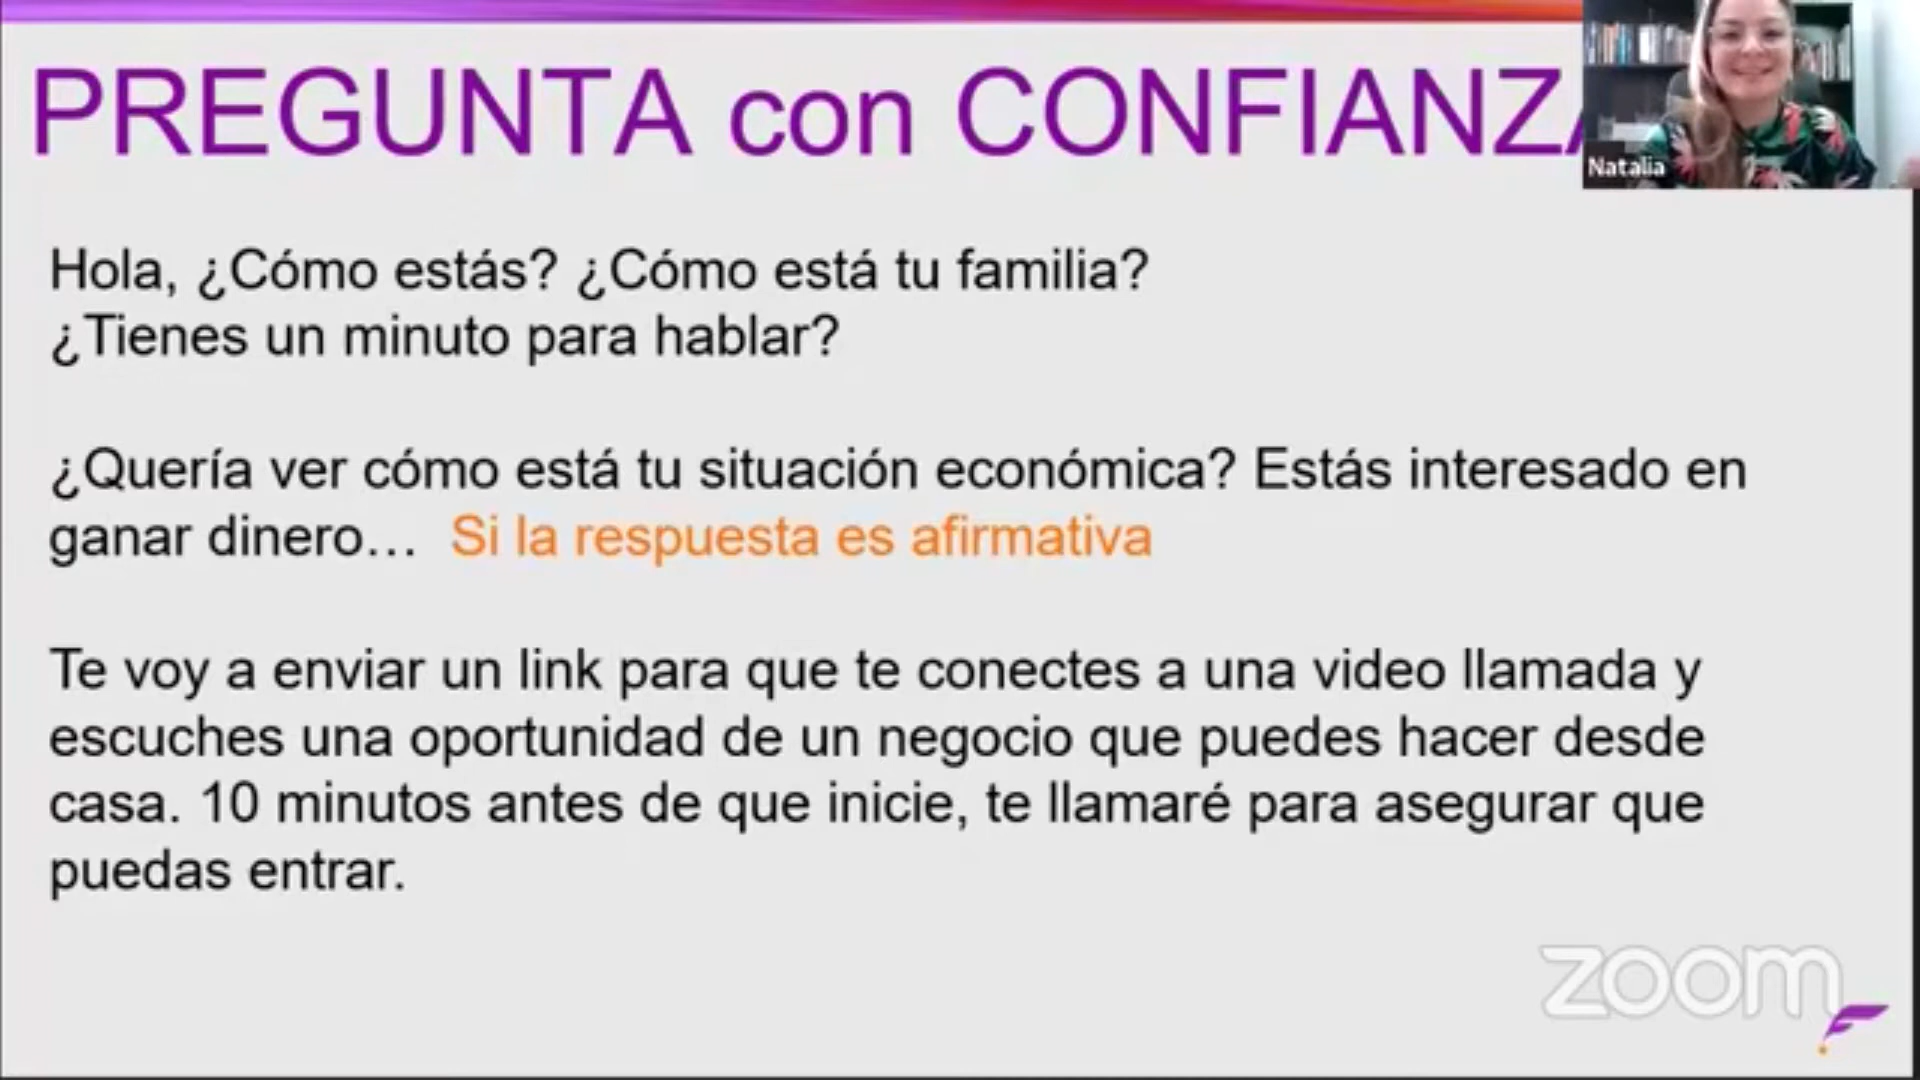 PREGUNTA con CONFIANZA
Natalia
Hola, ¿Cómo estás? ¿Cómo está tu familia?
¿Tienes un minuto para hablar?
¿Quería ver cómo está tu situación económica? Estás interesado en
ganar dinero... Si la respuesta es afirmativa
Te voy a enviar un link para que te conectes a una video llamada y
escuches una oportunidad de un negocio que puedes hacer desde
casa. 10 minutos antes de que inicie, te llamaré para asegurar que
puedas entrar.
zoom